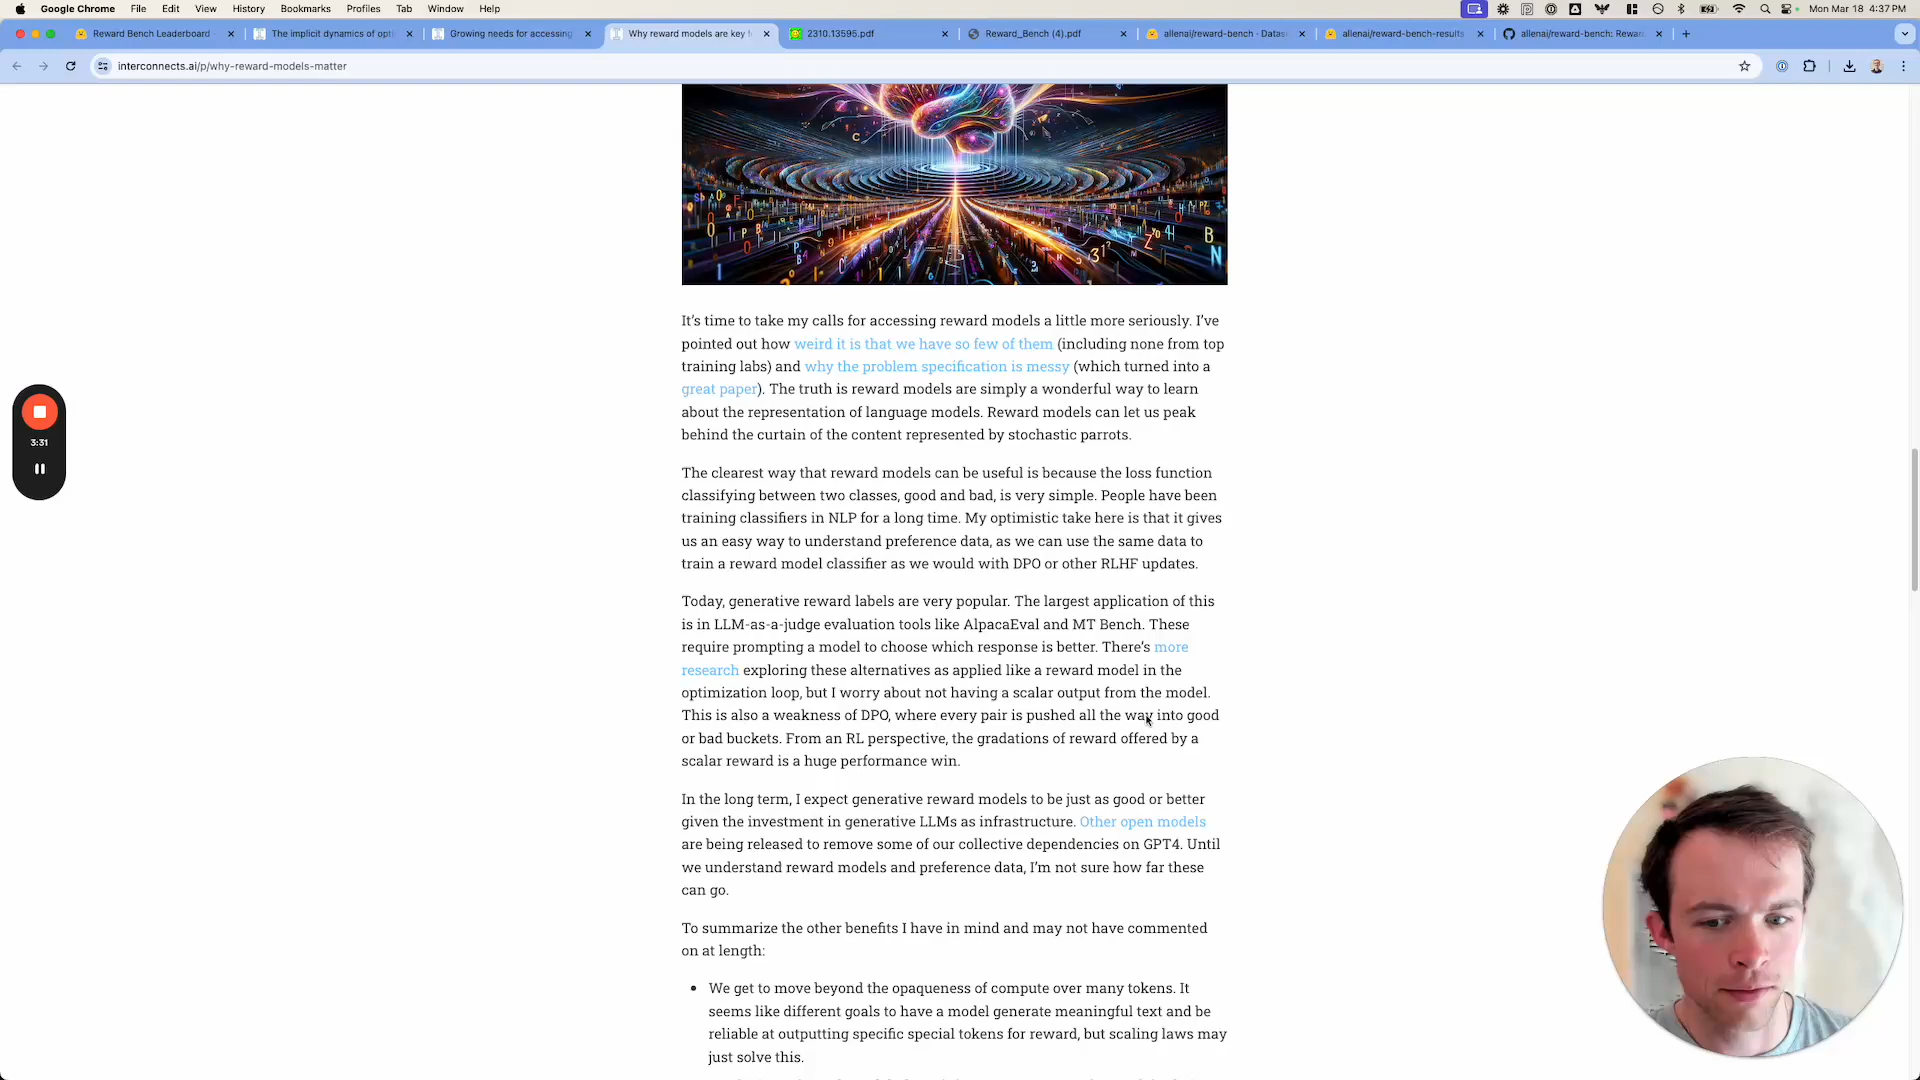 Google Chrome File Edit View History Bookmarks Profiles Tab Window Help
Mon Mar 18 4:37 PM
Reward Bench Leaderboard
The implicit dynamics of opt
Growing needs for accessing
Why reward models are key f
2310.13595.pdf
Reward_Bench (4).pdf
allenai/reward-bench · Datas
allenai/reward-bench-results
allenai/reward-bench: Rewar
interconnects.ai/p/why-reward-models-matter
3:31
It’s time to take my calls for accessing reward models a little more seriously. I’ve
pointed out how weird it is that we have so few of them (including none from top
training labs) and why the problem specification is messy (which turned into a
great paper). The truth is reward models are simply a wonderful way to learn
about the representation of language models. Reward models can let us peak
behind the curtain of the content represented by stochastic parrots.
The clearest way that reward models can be useful is because the loss function
classifying between two classes, good and bad, is very simple. People have been
training classifiers in NLP for a long time. My optimistic take here is that it gives
us an easy way to understand preference data, as we can use the same data to
train a reward model classifier as we would with DPO or other RLHF updates.
Today, generative reward labels are very popular. The largest application of this
is in LLM-as-a-judge evaluation tools like AlpacaEval and MT Bench. These
require prompting a model to choose which response is better. There’s more
research exploring these alternatives as applied like a reward model in the
optimization loop, but I worry about not having a scalar output from the model.
This is also a weakness of DPO, where every pair is pushed all the way into good
or bad buckets. From an RL perspective, the gradations of reward offered by a
scalar reward is a huge performance win.
In the long term, I expect generative reward models to be just as good or better
given the investment in generative LLMs as infrastructure. Other open models
are being released to remove some of our collective dependencies on GPT4. Until
we understand reward models and preference data, I’m not sure how far these
can go.
To summarize the other benefits I have in mind and may not have commented
on at length:
• We get to move beyond the opaqueness of compute over many tokens. It
seems like different goals to have a model generate meaningful text and be
reliable at outputting specific special tokens for reward, but scaling laws may
just solve this.